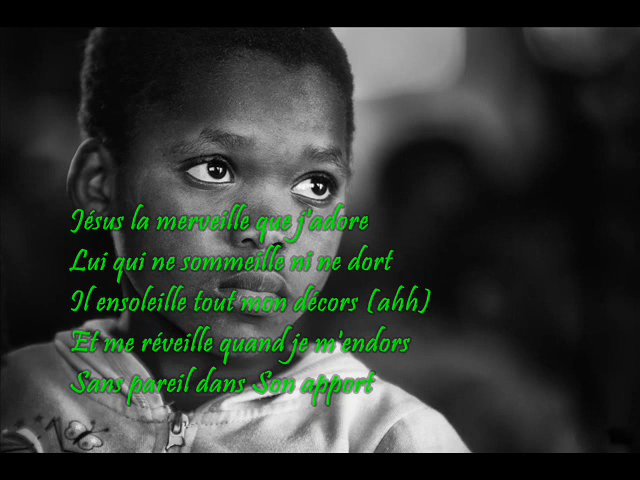 Jésus la merveille que j'adore
Lui qui ne sommeille ni ne dort
Il ensoleille tout mon décors (ahh)
Et me réveille quand je m'endors
Sans pareil dans Son apport